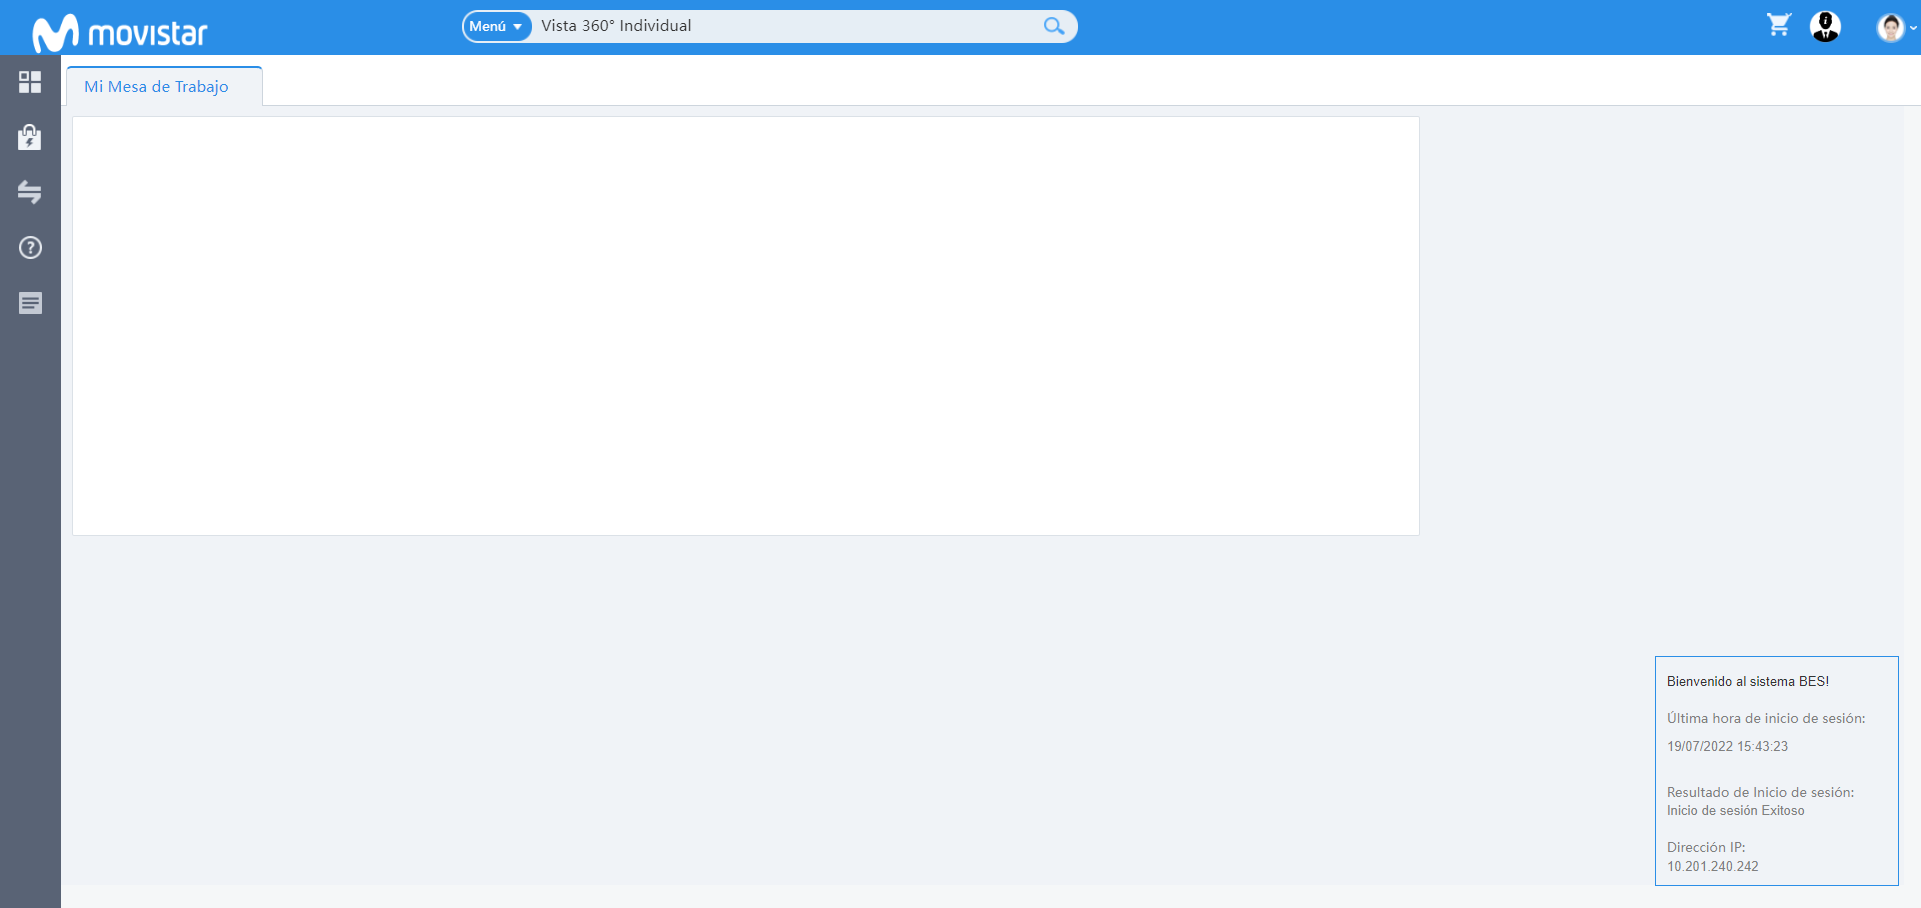 movistar
Menú
Vista 360° Individual
Mi Mesa de Trabajo
Bienvenido al sistema BES!
Última hora de inicio de sesión:
19/07/2022 15:43:23
Resultado de Inicio de sesión:
Inicio de sesión Exitoso
Dirección IP:
10.201.240.242